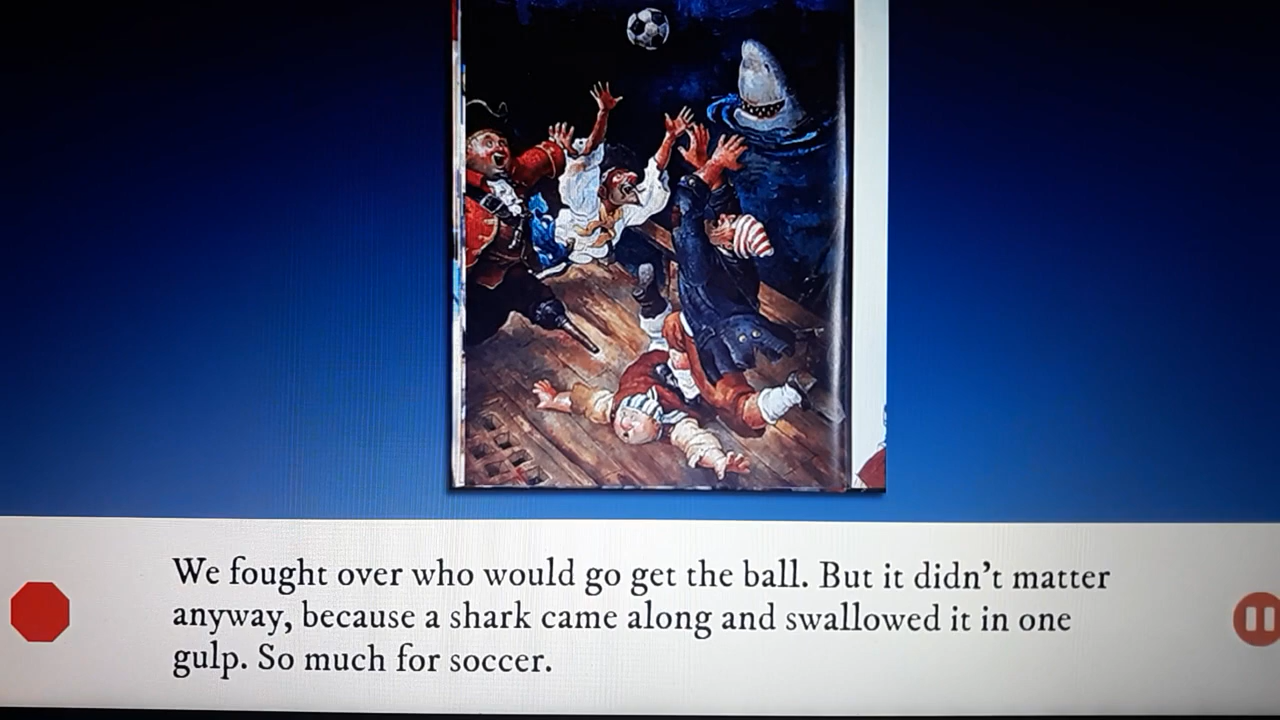 We fought over who would go get the ball. But it didn't matter
anyway, because a shark came along and swallowed it in one
gulp. So much for soccer.